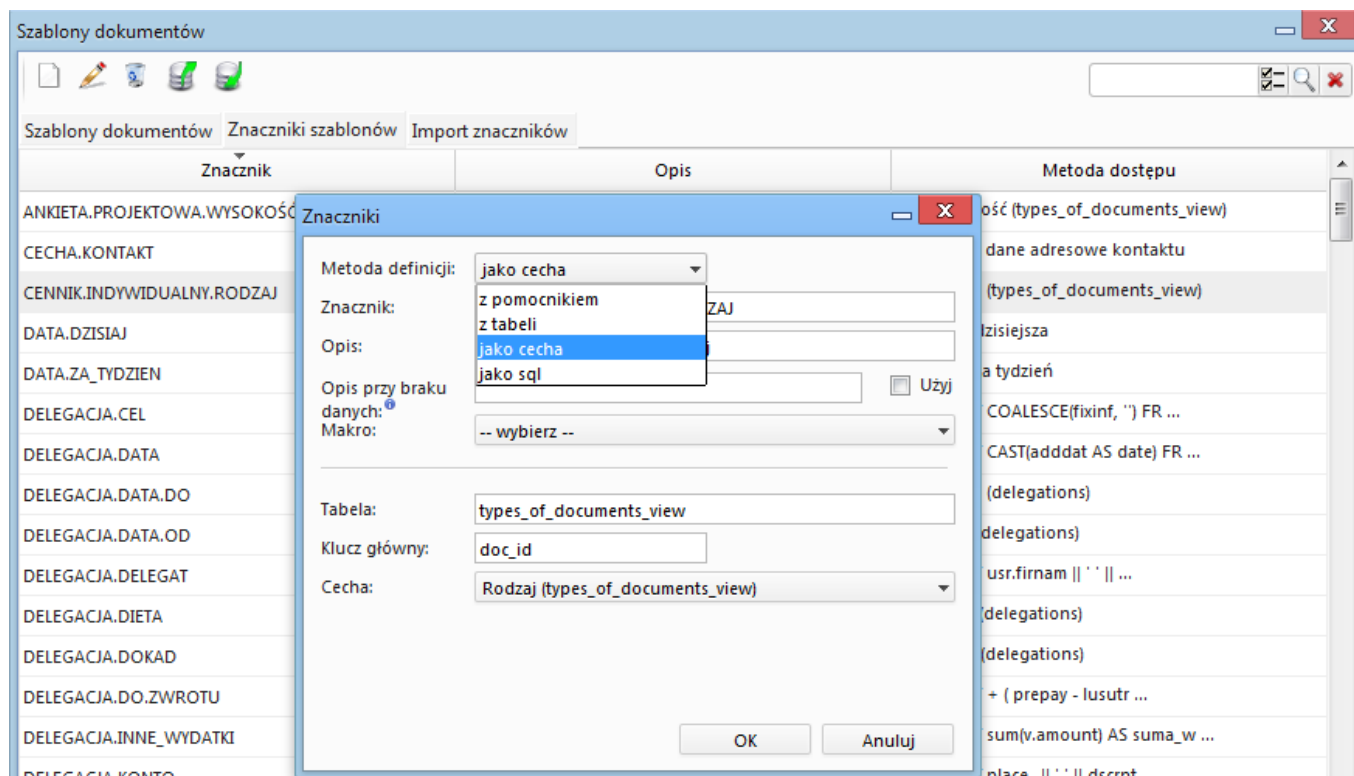 Szablony dokumentów
Szablony dokumentów Znaczniki szablonów Import znaczników
Znacznik Opis Metoda dostępu
ANKIETA.PROJEKTOWA.WYSOKOŚĆ ość (types_of_documents_view)
CECHA.KONTAKT dane adresowe kontaktu
CENNIK.INDYWIDUALNY.RODZAJ (types_of_documents_view)
DATA.DZISIAJ dzisiejsza
DATA.ZA_TYDZIEN a tydzień
DELEGACJA.CEL COALESCE(fixinf, '') FR ...
DELEGACJA.DATA CAST(adddat AS date) FR ...
DELEGACJA.DATA.DO (delegations)
DELEGACJA.DATA.OD delegations)
DELEGACJA.DELEGAT usr.firnam || ' ' || ...
DELEGACJA.DIETA (delegations)
DELEGACJA.DOKAD (delegations)
DELEGACJA.DO.ZWROTU + ( prepay - lusutr ...
DELEGACJA.INNE_WYDATKI sum(v.amount) AS suma_w ...
DELEGACJA.KONTO place || ' ' || dscrpt
Znaczniki
Metoda definicji: jako cecha
z pomocnikiem
z tabeli
jako cecha
jako sql
Znacznik: ZAJ
Opis:
Opis przy braku danych: Użyj
Makro: -- wybierz --
Tabela: types_of_documents_view
Klucz główny: doc_id
Cecha: Rodzaj (types_of_documents_view)
OK Anuluj